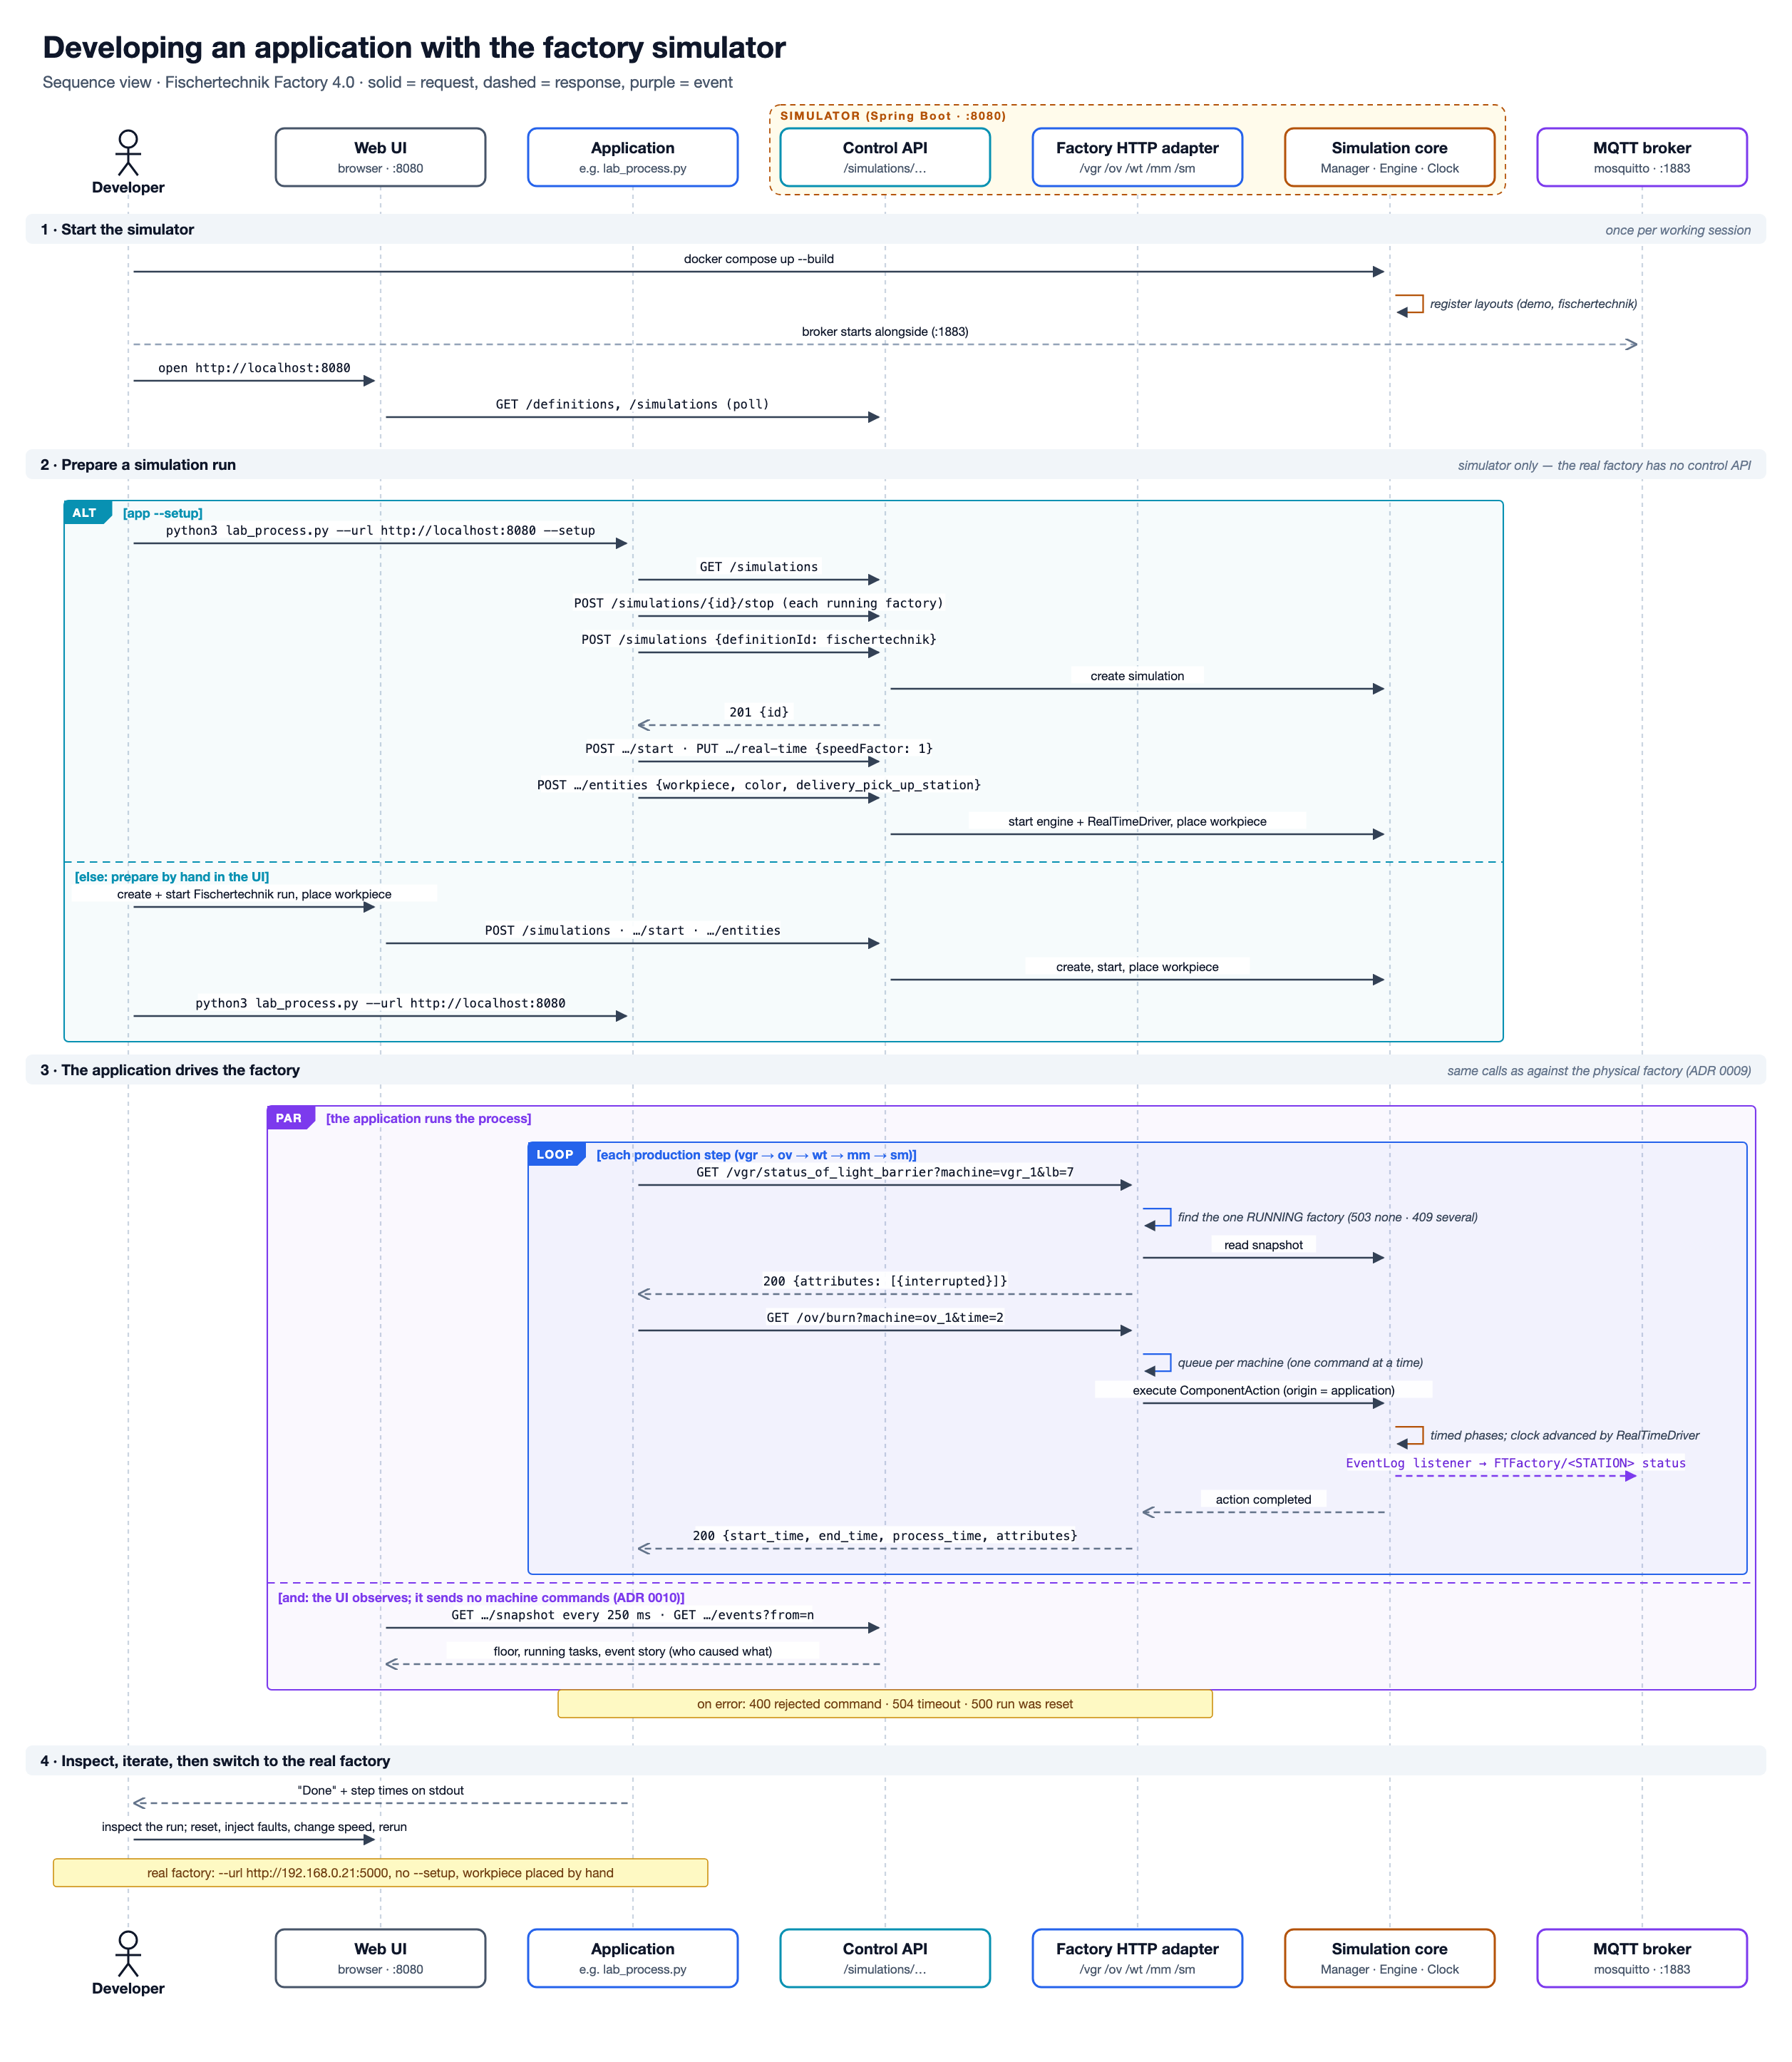 Developing an application with the factory simulator
Sequence view · Fischertechnik Factory 4.0 · solid = request, dashed = response, purple = event
SIMULATOR (Spring Boot · :8080)
Developer
Web UI
browser · :8080
Application
e.g. lab_process.py
Control API
/simulations/…
Factory HTTP adapter
/vgr /ov /wt /mm /sm
Simulation core
Manager · Engine · Clock
MQTT broker
mosquitto · :1883
1 · Start the simulator
once per working session
docker compose up --build
register layouts (demo, fischertechnik)
broker starts alongside (:1883)
open http://localhost:8080
GET /definitions, /simulations (poll)
2 · Prepare a simulation run
simulator only — the real factory has no control API
ALT
[app --setup]
python3 lab_process.py --url http://localhost:8080 --setup
GET /simulations
POST /simulations/{id}/stop (each running factory)
POST /simulations {definitionId: fischertechnik}
create simulation
201 {id}
POST …/start · PUT …/real-time {speedFactor: 1}
POST …/entities {workpiece, color, delivery_pick_up_station}
start engine + RealTimeDriver, place workpiece
[else: prepare by hand in the UI]
create + start Fischertechnik run, place workpiece
POST /simulations · …/start · …/entities
create, start, place workpiece
python3 lab_process.py --url http://localhost:8080
3 · The application drives the factory
same calls as against the physical factory (ADR 0009)
PAR
[the application runs the process]
LOOP
[each production step (vgr → ov → wt → mm → sm)]
GET /vgr/status_of_light_barrier?machine=vgr_1&lb=7
find the one RUNNING factory (503 none · 409 several)
read snapshot
200 {attributes: [{interrupted}]}
GET /ov/burn?machine=ov_1&time=2
queue per machine (one command at a time)
execute ComponentAction (origin = application)
timed phases; clock advanced by RealTimeDriver
EventLog listener → FTFactory/<STATION> status
action completed
200 {start_time, end_time, process_time, attributes}
[and: the UI observes; it sends no machine commands (ADR 0010)]
GET …/snapshot every 250 ms · GET …/events?from=n
floor, running tasks, event story (who caused what)
on error: 400 rejected command · 504 timeout · 500 run was reset
4 · Inspect, iterate, then switch to the real factory
"Done" + step times on stdout
inspect the run; reset, inject faults, change speed, rerun
real factory: --url http://192.168.0.21:5000, no --setup, workpiece placed by hand
Developer
Web UI
browser · :8080
Application
e.g. lab_process.py
Control API
/simulations/…
Factory HTTP adapter
/vgr /ov /wt /mm /sm
Simulation core
Manager · Engine · Clock
MQTT broker
mosquitto · :1883